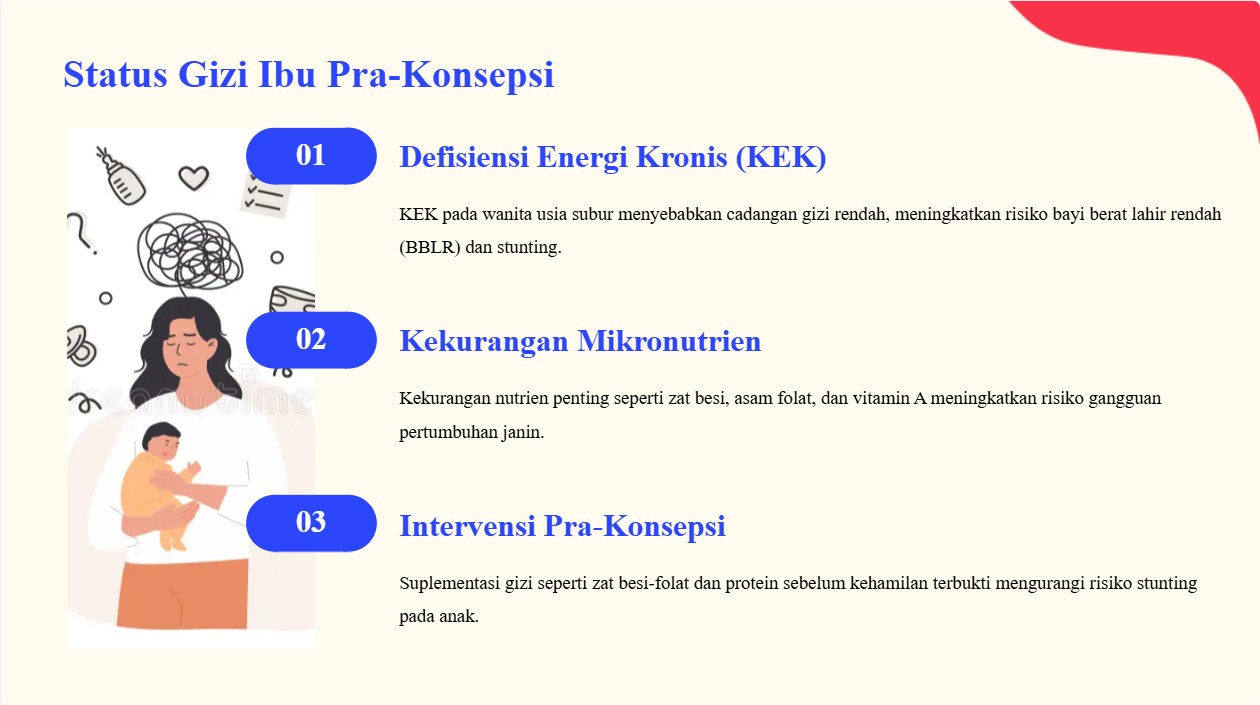 Status Gizi Ibu Pra-Konsepsi
01
Defisiensi Energi Kronis (KEK)
KEK pada wanita usia subur menyebabkan cadangan gizi rendah, meningkatkan risiko bayi berat lahir rendah
(BBLR) dan stunting.
02
Kekurangan Mikronutrien
Kekurangan nutrien penting seperti zat besi, asam folat, dan vitamin A meningkatkan risiko gangguan
pertumbuhan janin.
dreamstime
03
Intervensi Pra-Konsepsi
Suplementasi gizi seperti zat besi-folat dan protein sebelum kehamilan terbukti mengurangi risiko stunting
pada anak.